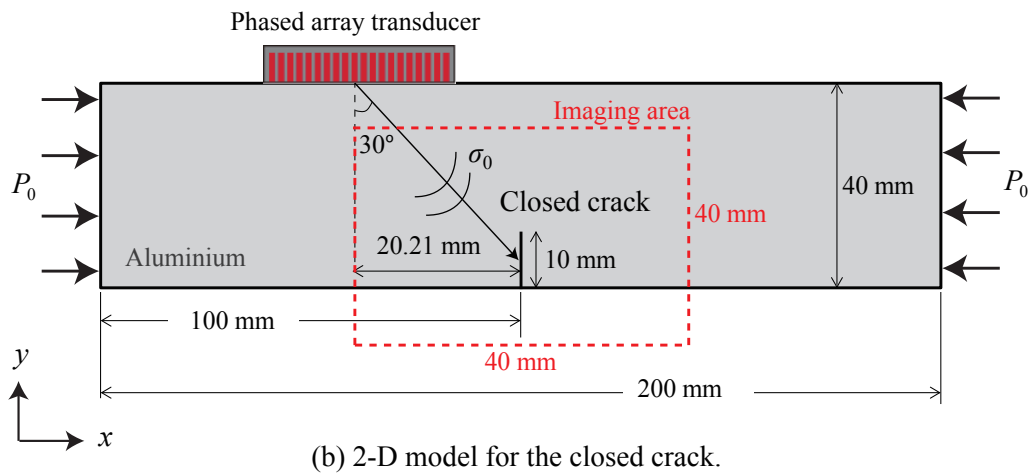 Phased array transducer
Imaging area
30°
σ0
P0
P0
40 mm
Closed crack
40 mm
20.21 mm
10 mm
Aluminium
100 mm
40 mm
200 mm
y
x
(b) 2-D model for the closed crack.